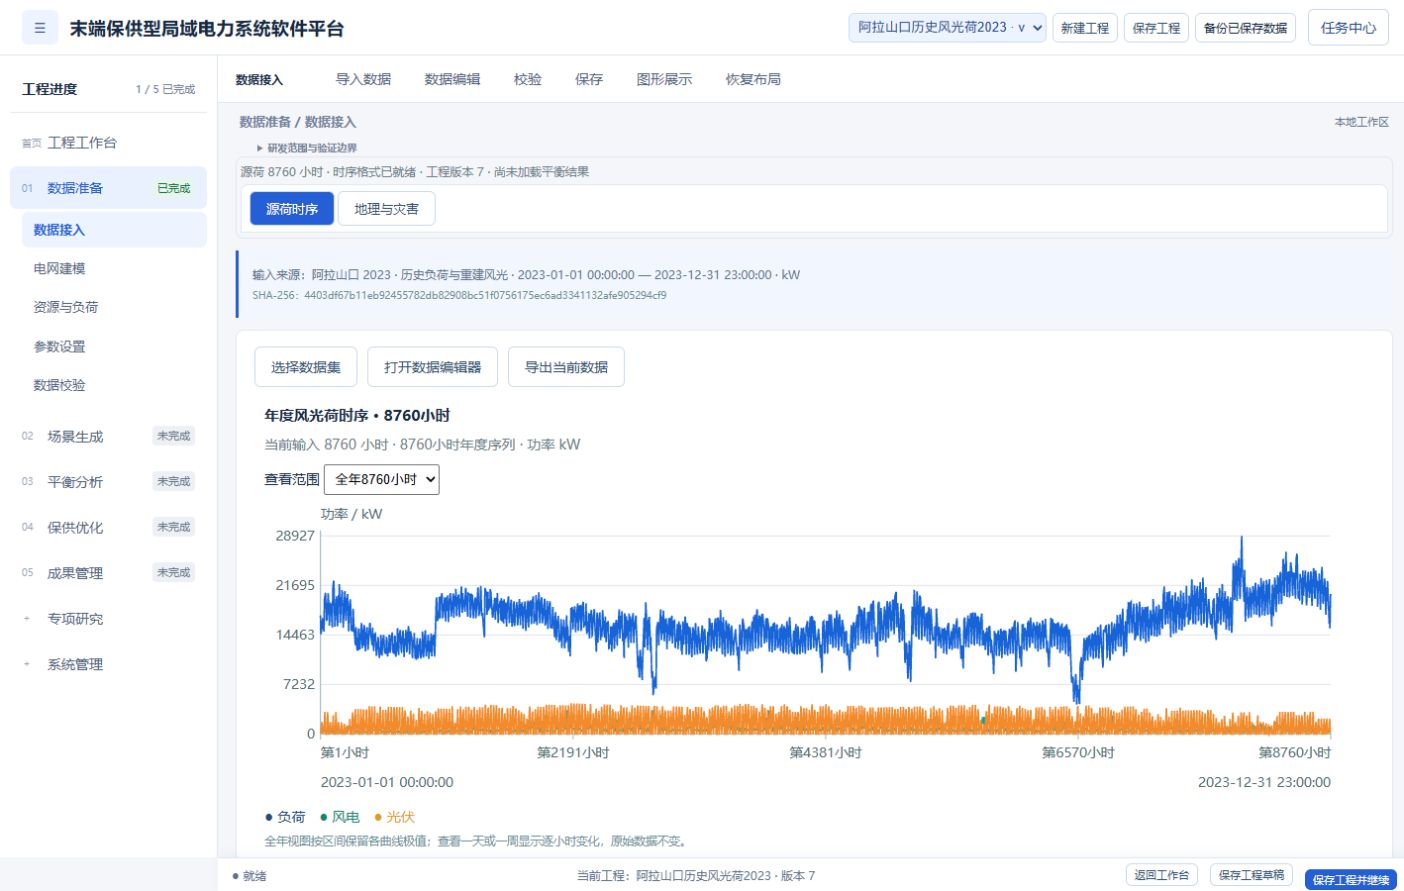 ☰ 末端保供型局域电力系统软件平台
阿拉山口历史风光荷2023 · v 新建工程 保存工程 备份已保存数据 任务中心
工程进度 1 / 5 已完成
首页 工程工作台
01 数据准备 已完成
数据接入
电网建模
资源与负荷
参数设置
数据校验
02 场景生成 未完成
03 平衡分析 未完成
04 保供优化 未完成
05 成果管理 未完成
+ 专项研究
+ 系统管理
数据接入 导入数据 数据编辑 校验 保存 图形展示 恢复布局
数据准备 / 数据接入 本地工作区
研发范围与验证边界
源荷 8760 小时 · 时序格式已就绪 · 工程版本 7 · 尚未加载平衡结果
源荷时序 地理与灾害
输入来源：阿拉山口 2023 · 历史负荷与重建风光 · 2023-01-01 00:00:00 — 2023-12-31 23:00:00 · kW
SHA-256：4403df67b11eb92455782db82908bc51f0756175ec6ad3341132afe905294cf9
选择数据集 打开数据编辑器 导出当前数据
年度风光荷时序 · 8760小时
当前输入 8760 小时 · 8760小时年度序列 · 功率 kW
查看范围 全年8760小时
功率 / kW
28927
21695
14463
7232
0
第1小时 第2191小时 第4381小时 第6570小时 第8760小时
2023-01-01 00:00:00 2023-12-31 23:00:00
● 负荷 ● 风电 ● 光伏
全年视图按区间保留各曲线极值；查看一天或一周显示逐小时变化，原始数据不变。
● 就绪 当前工程：阿拉山口历史风光荷2023 · 版本 7 返回工作台 保存工程草稿 保存工程并继续